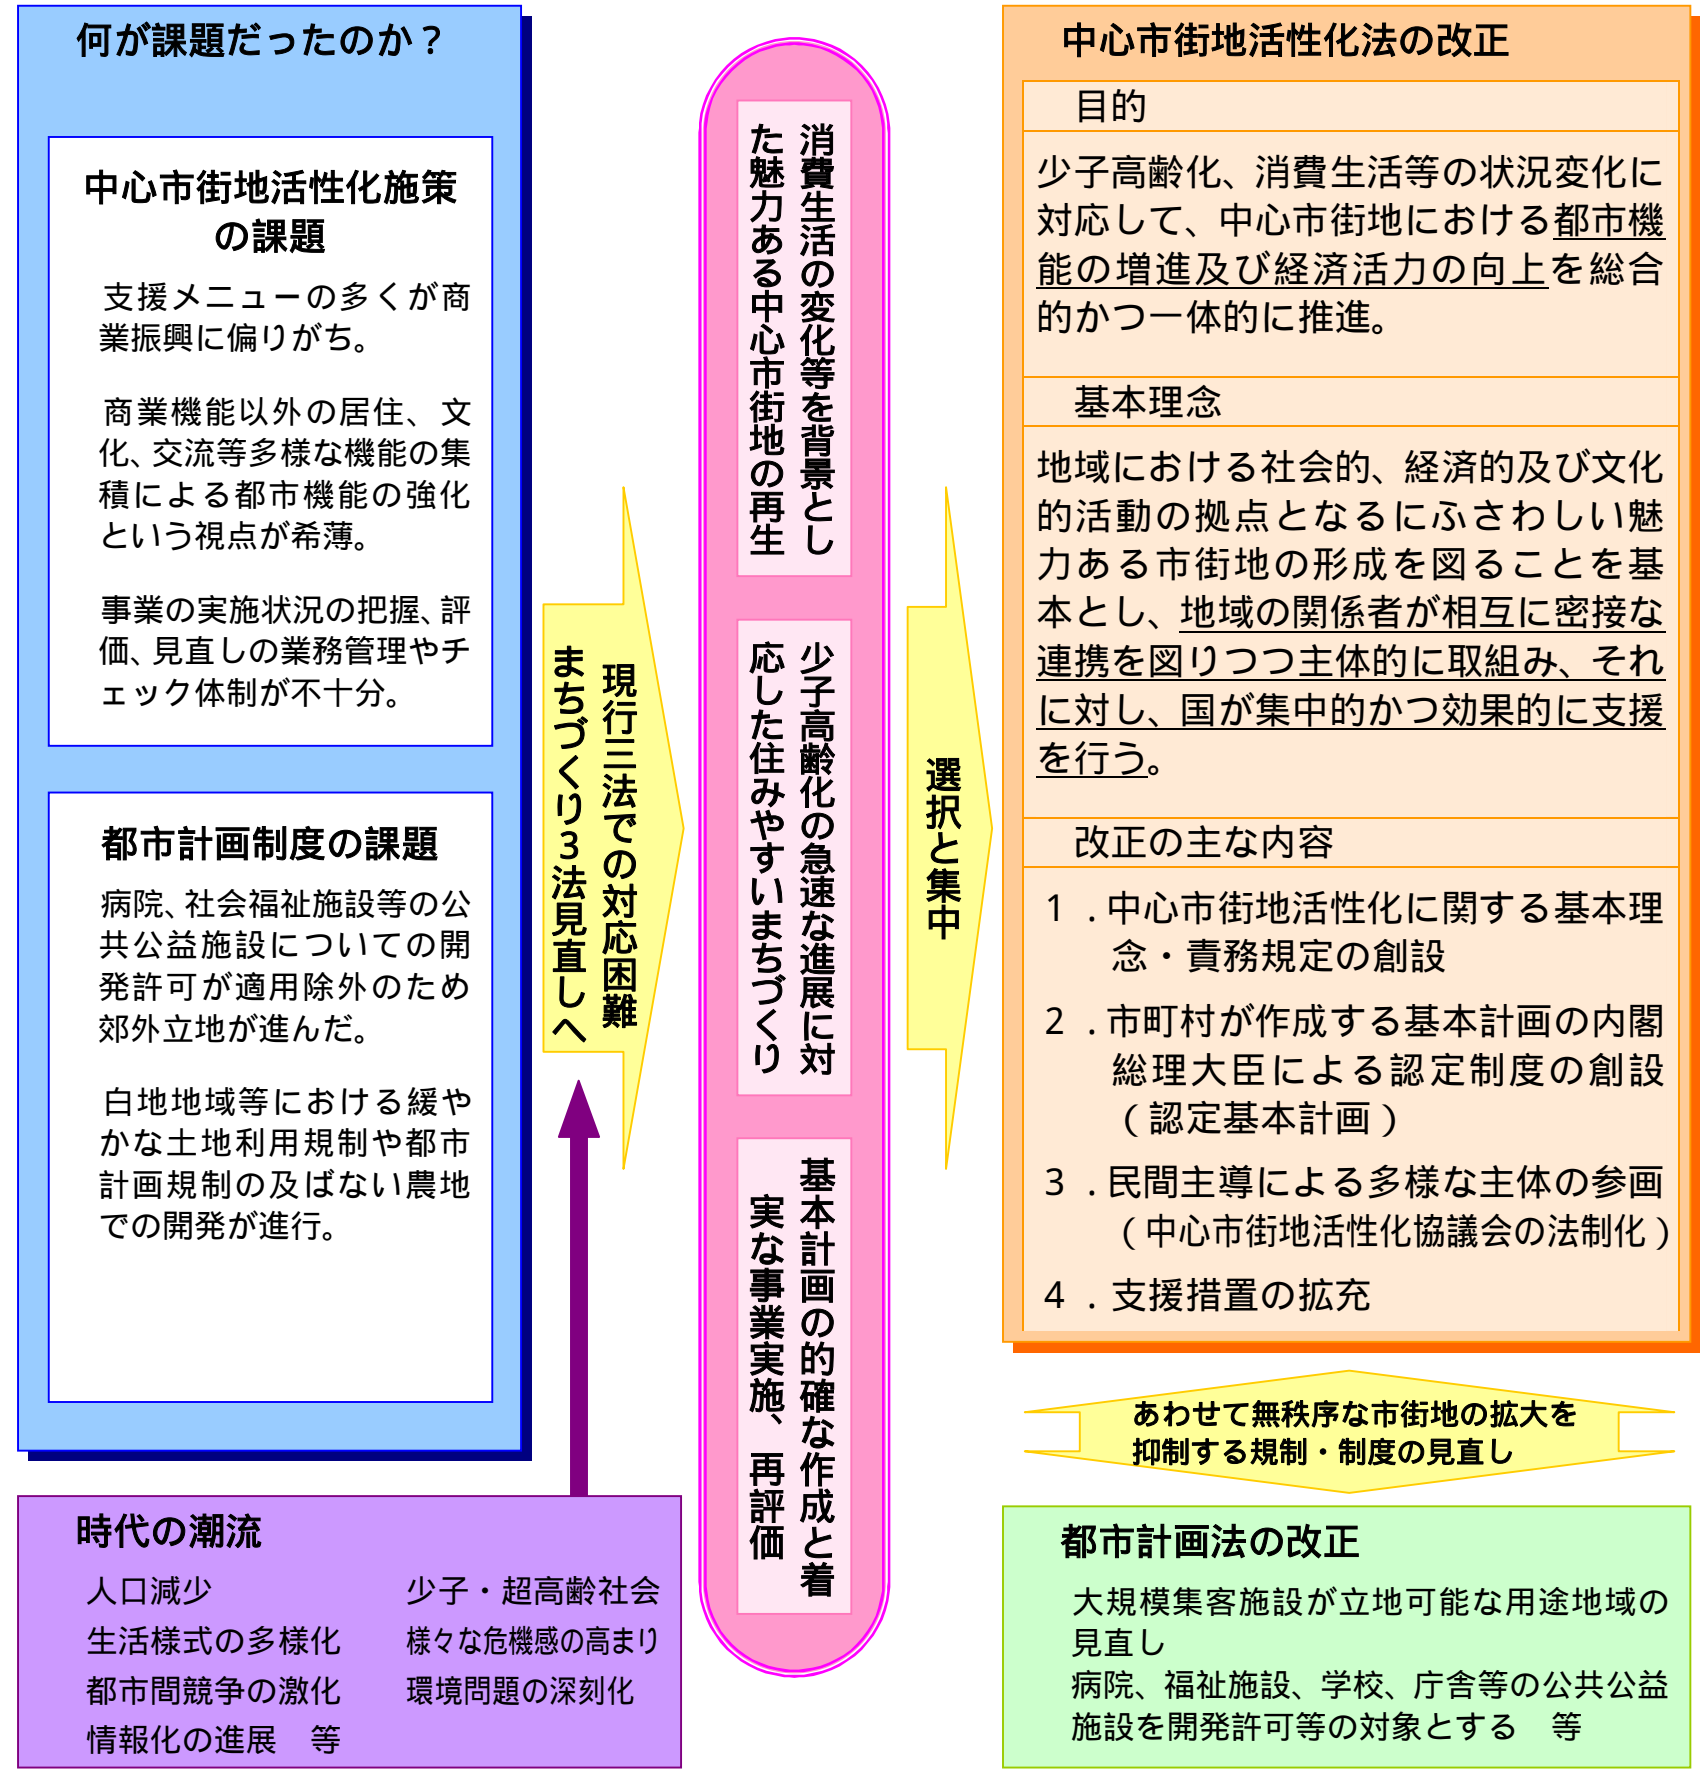 何が課題だったのか？
中心市街地活性化施策
の課題
支援メニューの多くが商
業振興に偏りがち。
商業機能以外の居住、文
化、交流等多様な機能の集
積による都市機能の強化
という視点が希薄。
事業の実施状況の把握、評
価、見直しの業務管理やチ
ェック体制が不十分。
都市計画制度の課題
病院、社会福祉施設等の公
共公益施設についての開
発許可が適用除外のため
郊外立地が進んだ。
白地地域等における緩や
かな土地利用規制や都市
計画規制の及ばない農地
での開発が進行。
時代の潮流
人口減少
生活様式の多様化
都市間競争の激化
情報化の進展　等
少子・超高齢社会
様々な危機感の高まり
環境問題の深刻化
現行三法での対応困難
まちづくり３法見直しへ
消費生活の変化等を背景とし
た魅力ある中心市街地の再生
少子高齢化の急速な進展に対
応した住みやすいまちづくり
基本計画の的確な作成と着
実な事業実施、再評価
選択と集中
中心市街地活性化法の改正
目的
少子高齢化、消費生活等の状況変化に
対応して、中心市街地における都市機
能の増進及び経済活力の向上を総合
的かつ一体的に推進。
基本理念
地域における社会的、経済的及び文化
的活動の拠点となるにふさわしい魅
力ある市街地の形成を図ることを基
本とし、地域の関係者が相互に密接な
連携を図りつつ主体的に取組み、それ
に対し、国が集中的かつ効果的に支援
を行う。
改正の主な内容
１．中心市街地活性化に関する基本理
念・責務規定の創設
２．市町村が作成する基本計画の内閣
総理大臣による認定制度の創設
（認定基本計画）
３．民間主導による多様な主体の参画
（中心市街地活性化協議会の法制化）
４．支援措置の拡充
あわせて無秩序な市街地の拡大を
抑制する規制・制度の見直し
都市計画法の改正
大規模集客施設が立地可能な用途地域の
見直し
病院、福祉施設、学校、庁舎等の公共公益
施設を開発許可等の対象とする　等